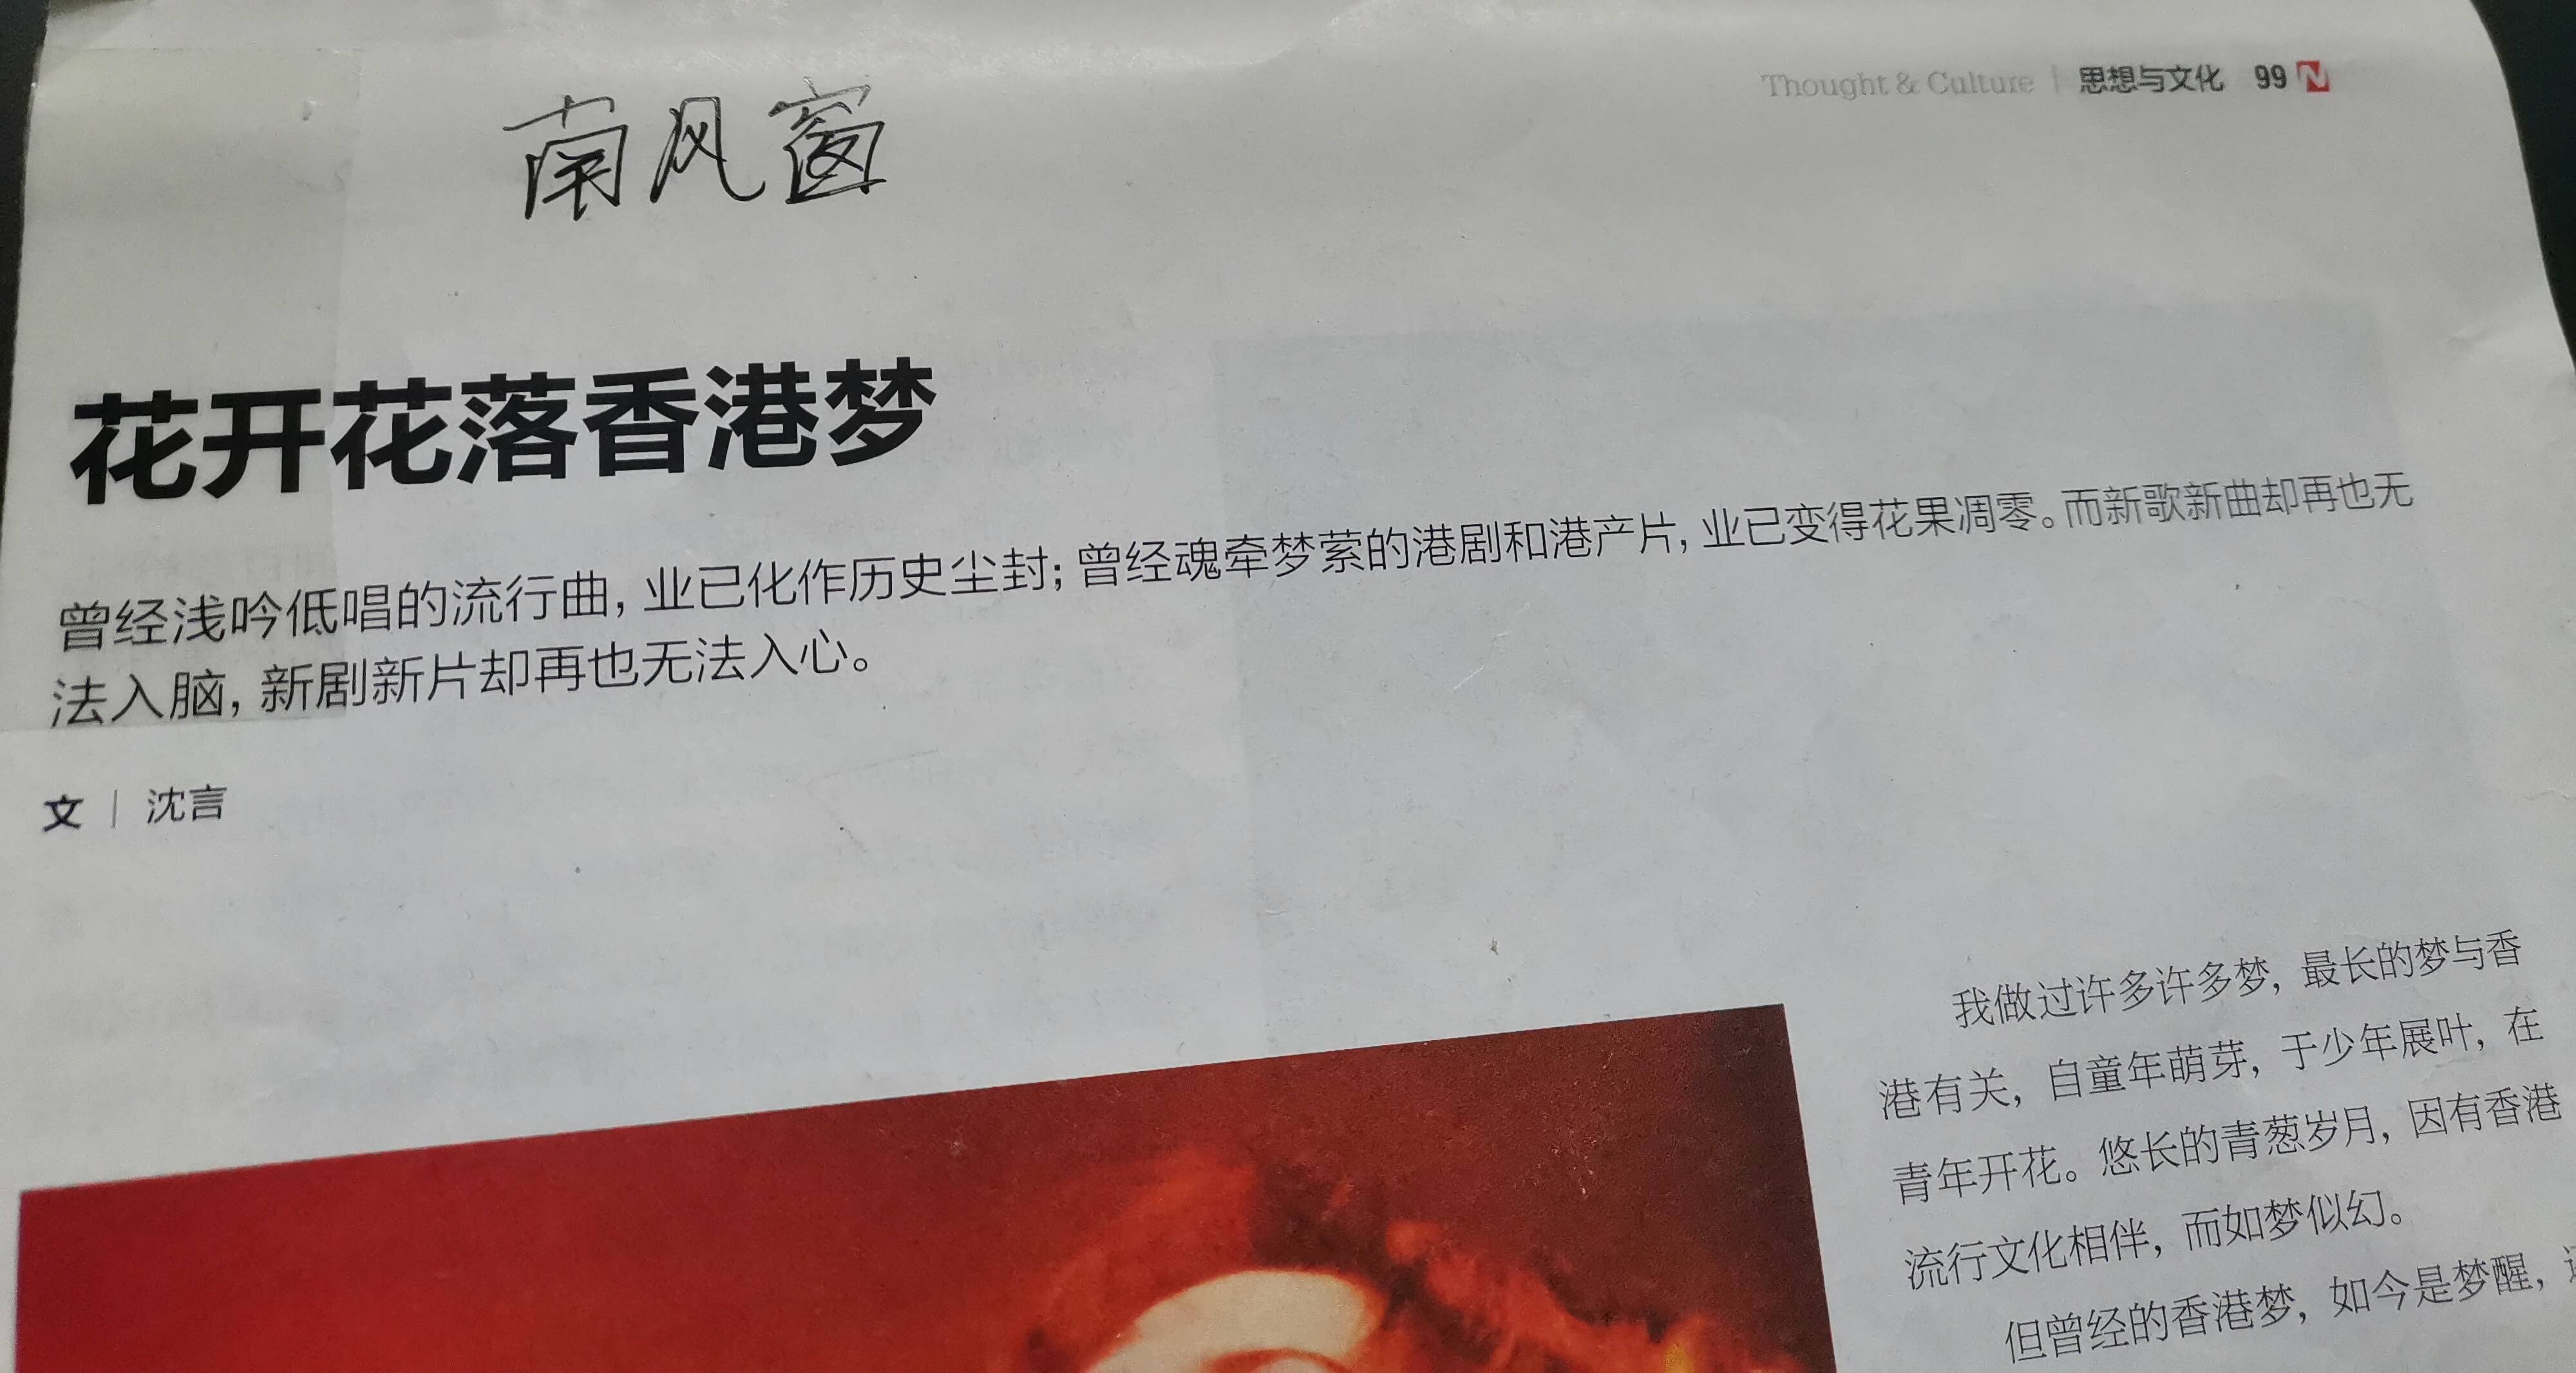 Thought & Culture | 思想与文化 99
南风窗
花开花落香港梦
曾经浅吟低唱的流行曲，业已化作历史尘封；曾经魂牵梦萦的港剧和港产片，业已变得花果凋零。而新歌新曲却再也无
法入脑，新剧新片却再也无法入心。
文 | 沈言
我做过许多许多梦，最长的梦与香
港有关，自童年萌芽，于少年展叶，在
青年开花。悠长的青葱岁月，因有香港
流行文化相伴，而如梦似幻。
但曾经的香港梦，如今是梦醒，